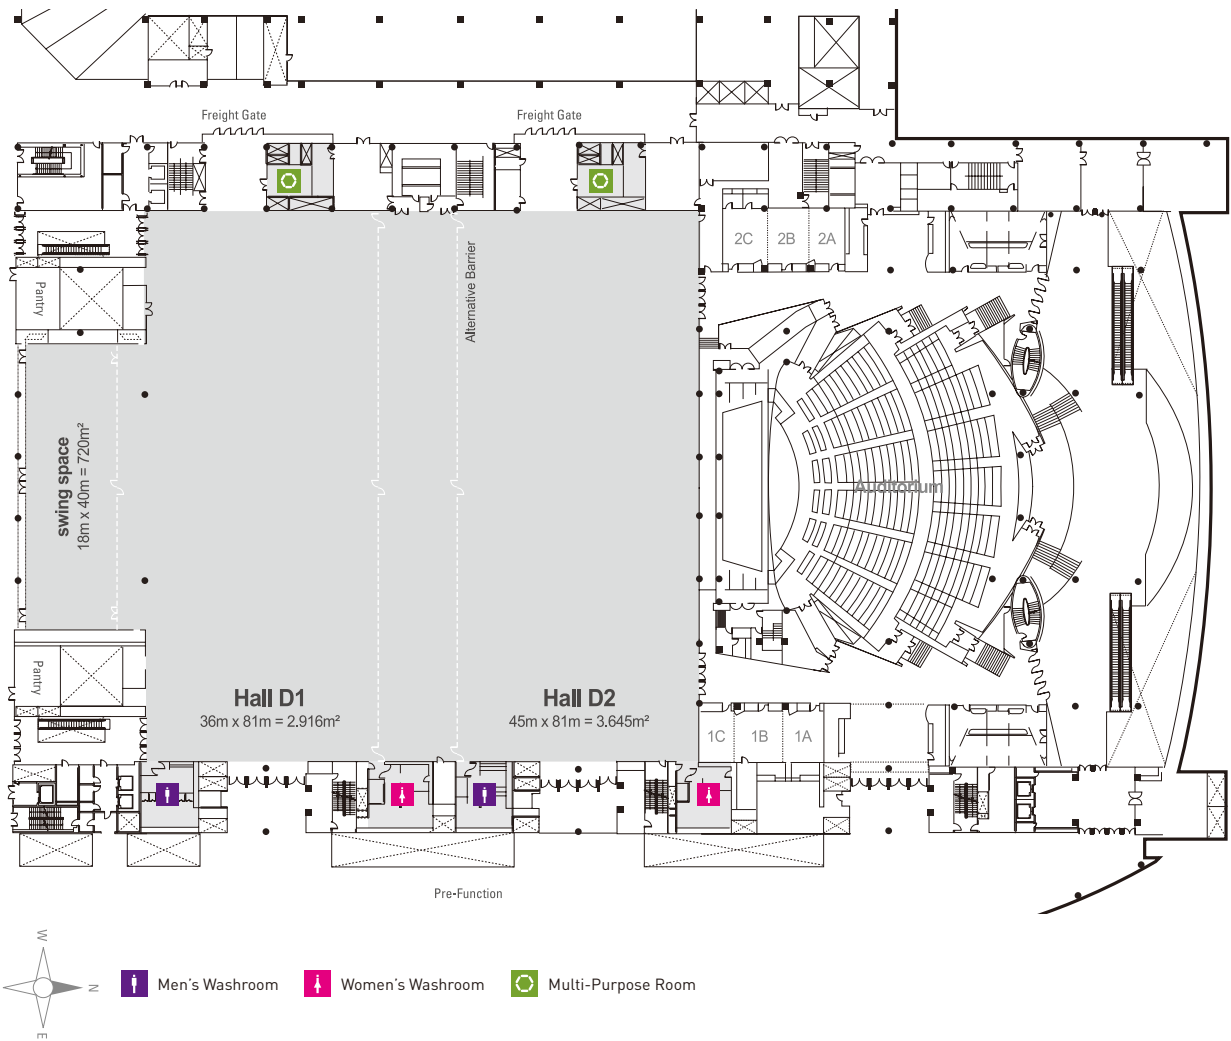 Freight Gate
Freight Gate
2C
2B
2A
Alternative Barrier
Pantry
swing space
18m x 40m = 720m²
Auditorium
Pantry
Hall D1
36m x 81m = 2.916m²
Hall D2
45m x 81m = 3.645m²
1C
1B
1A
Pre-Function
W
N
E
Men's Washroom
Women's Washroom
Multi-Purpose Room